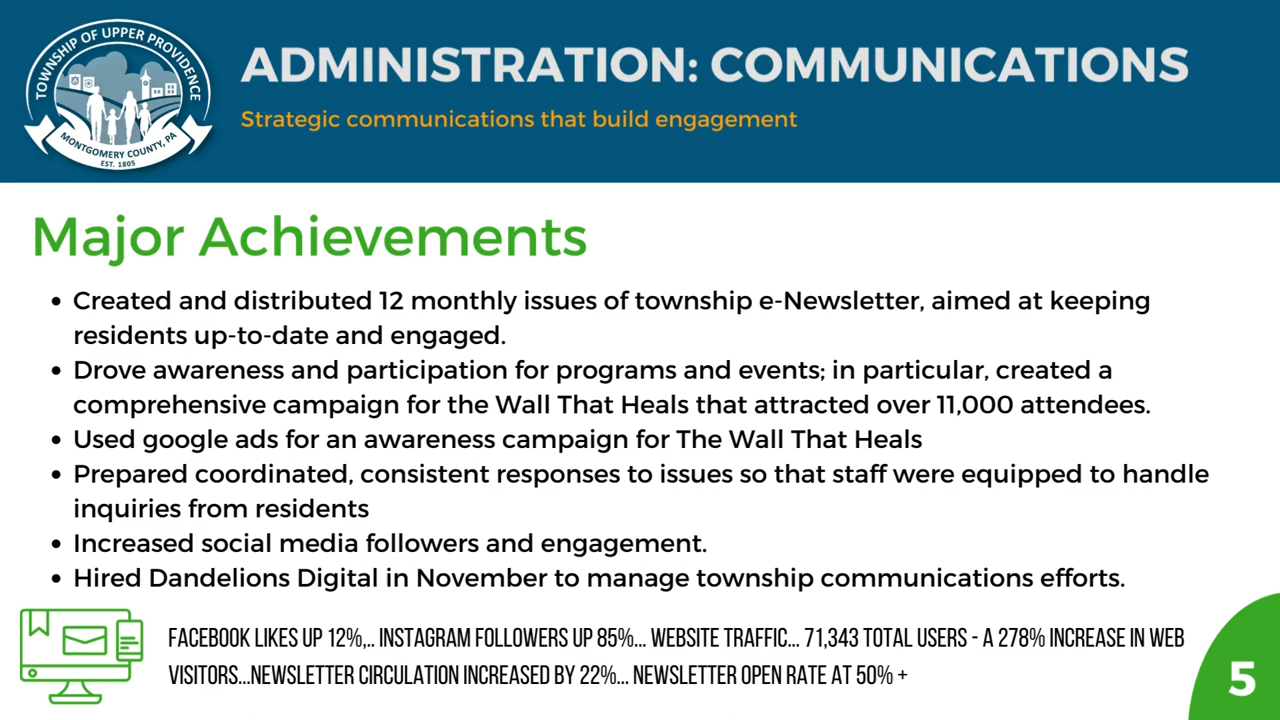 TOWNSHIP OF UPPER PROVIDENCE
MONTGOMERY COUNTY, PA
EST. 1805
ADMINISTRATION: COMMUNICATIONS
Strategic communications that build engagement
Major Achievements
• Created and distributed 12 monthly issues of township e-Newsletter, aimed at keeping
residents up-to-date and engaged.
• Drove awareness and participation for programs and events; in particular, created a
comprehensive campaign for the Wall That Heals that attracted over 11,000 attendees.
• Used google ads for an awareness campaign for The Wall That Heals
• Prepared coordinated, consistent responses to issues so that staff were equipped to handle
inquiries from residents
• Increased social media followers and engagement.
• Hired Dandelions Digital in November to manage township communications efforts.
FACEBOOK LIKES UP 12%,.. INSTAGRAM FOLLOWERS UP 85%... WEBSITE TRAFFIC... 71,343 TOTAL USERS - A 278% INCREASE IN WEB
VISITORS...NEWSLETTER CIRCULATION INCREASED BY 22%... NEWSLETTER OPEN RATE AT 50% +
5